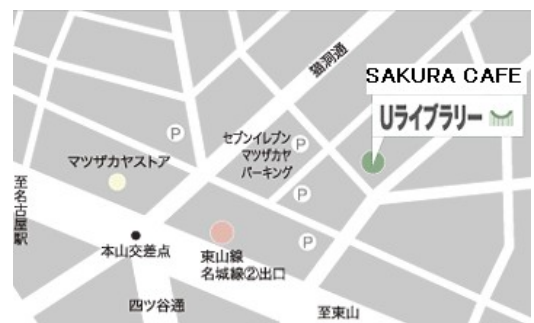 猫洞通
SAKURA CAFE
Uライブラリー
P
セブンイレブン
マツザカヤ
パーキング
P
P
P
マツザカヤストア
至名古屋駅
本山交差点
東山線
名城線②出口
四ツ谷通
至東山